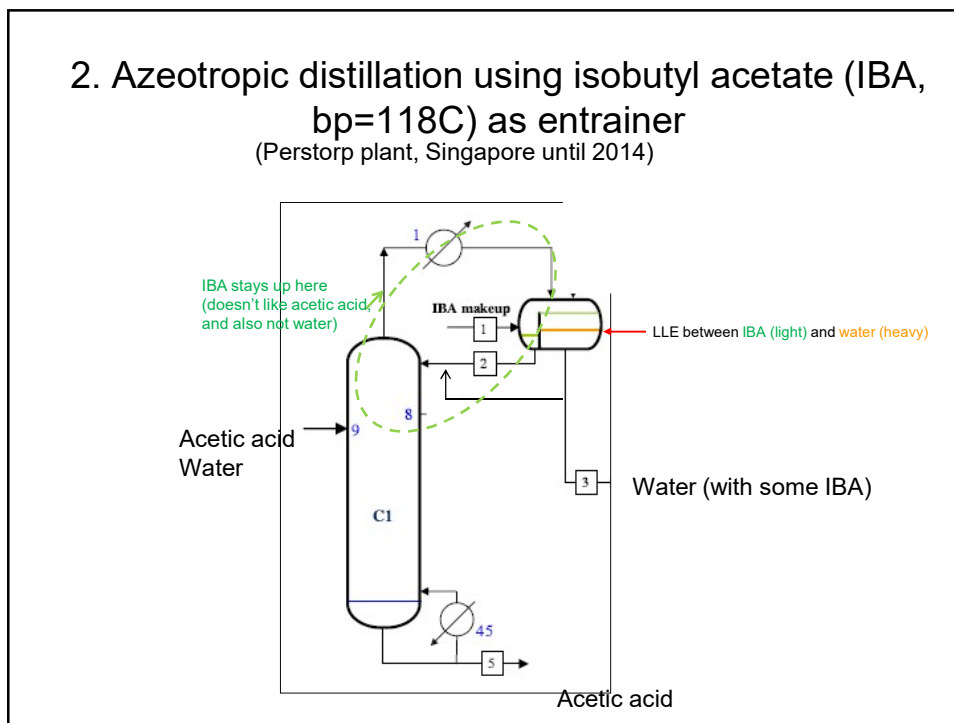 2. Azeotropic distillation using isobutyl acetate (IBA,
bp=118C) as entrainer
(Perstorp plant, Singapore until 2014)
1
IBA stays up here
(doesn't like acetic acid,
and also not water)
IBA makeup
1
LLE between IBA (light) and water (heavy)
2
8
Acetic acid
Water
9
3
Water (with some IBA)
C1
45
5
Acetic acid